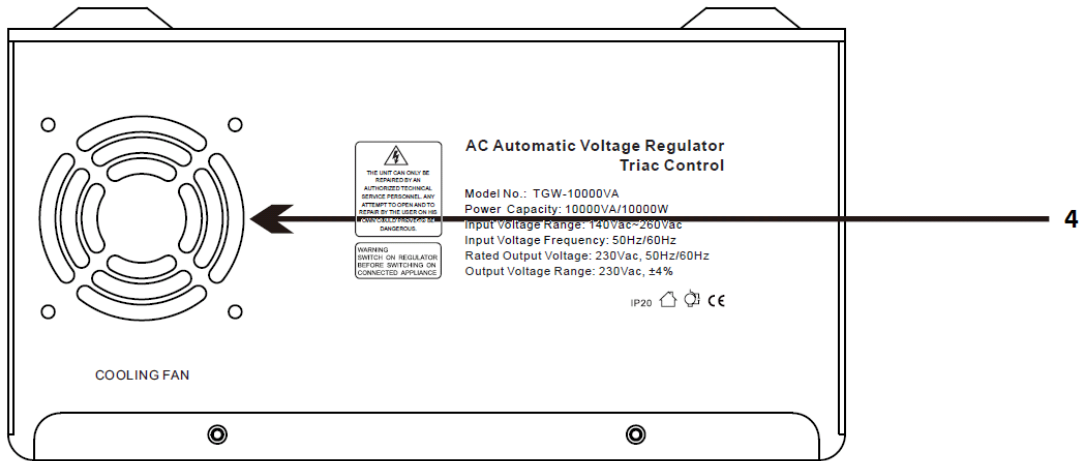 THE UNIT CAN ONLY BE
REPAIRED BY AN
AUTHORIZED TECHNICAL
SERVICE PERSONNEL. ANY
ATTEMPT TO OPEN AND TO
REPAIR BY THE USER ON HIS
DANGEROUS.
WARNING
SWITCH ON REGULATOR
BEFORE SWITCHING ON
CONNECTED APPLIANCE
AC Automatic Voltage Regulator
Triac Control
Model No.: TGW-10000VA
Power Capacity: 10000VA/10000W
Input Voltage Range: 140Vac~260Vac
Input Voltage Frequency: 50Hz/60Hz
Rated Output Voltage: 230Vac, 50Hz/60Hz
Output Voltage Range: 230Vac, ±4%
IP20 CE
4
COOLING FAN